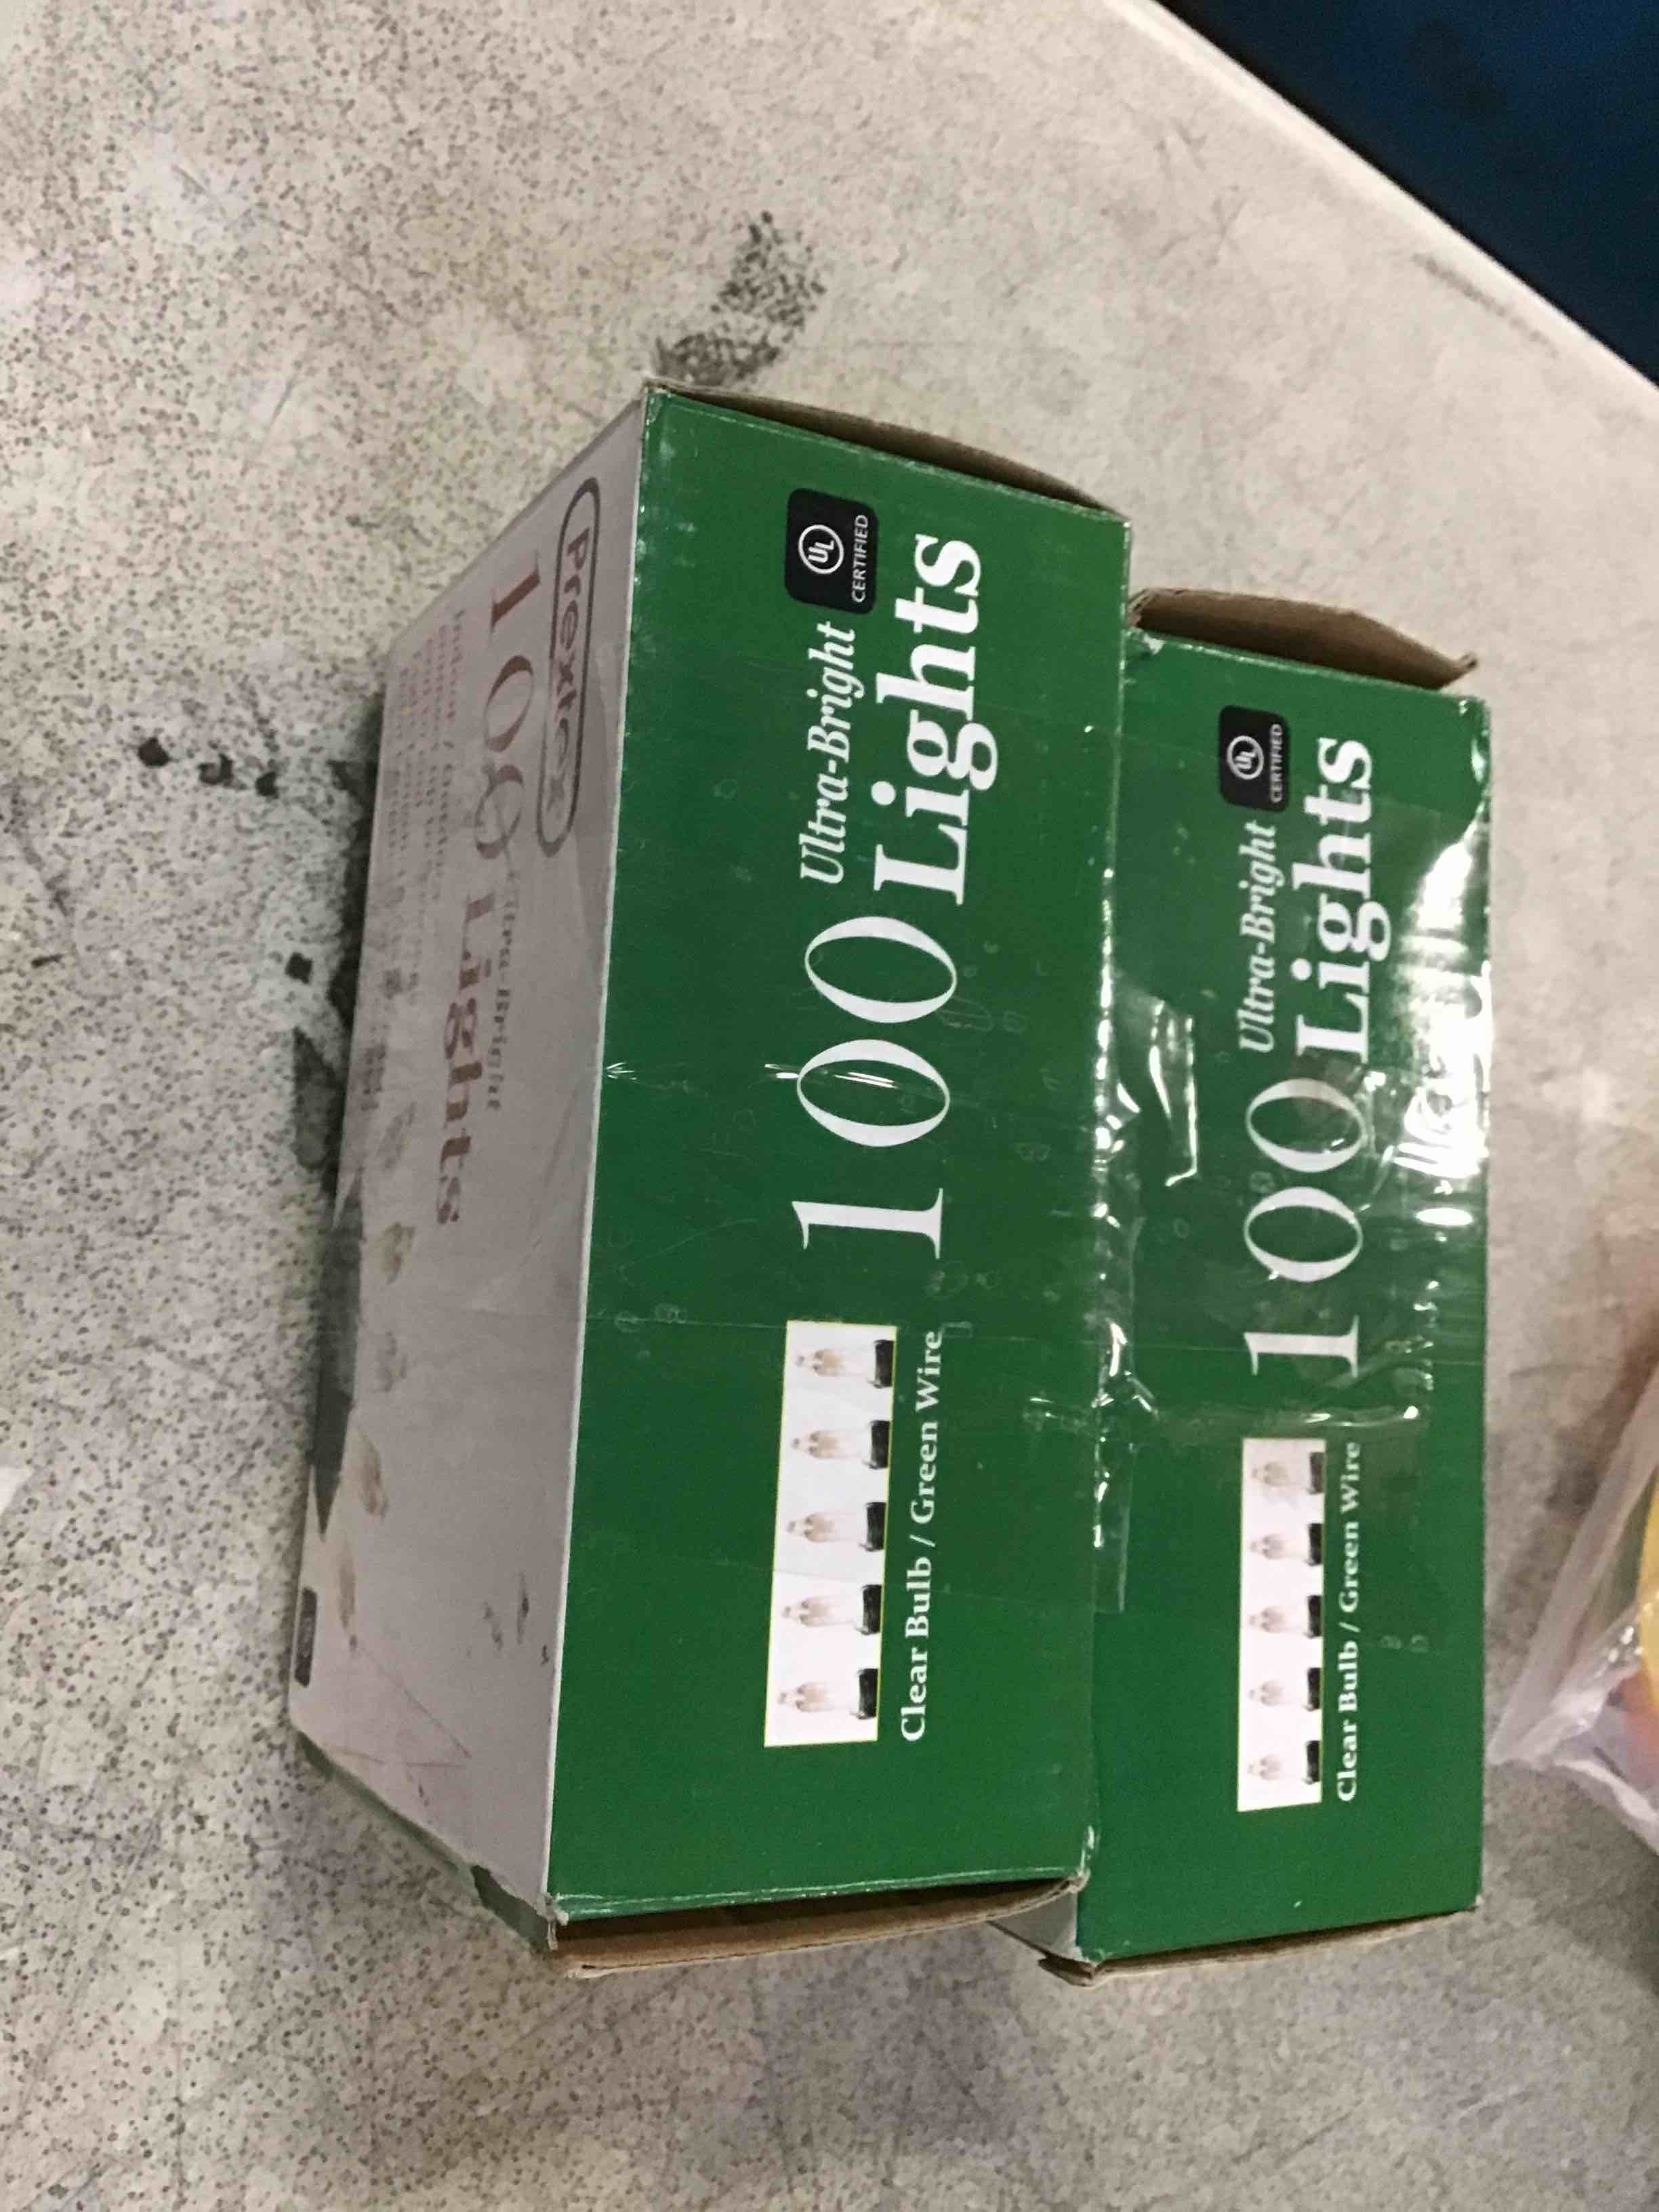 Prextex
100 Ultra-Bright
Lights
100 Ultra-Bright
Lights
UL
CERTIFIED
Clear Bulb / Green Wire
100 Ultra-Bright
Lights
UL
CERTIFIED
Clear Bulb / Green Wire